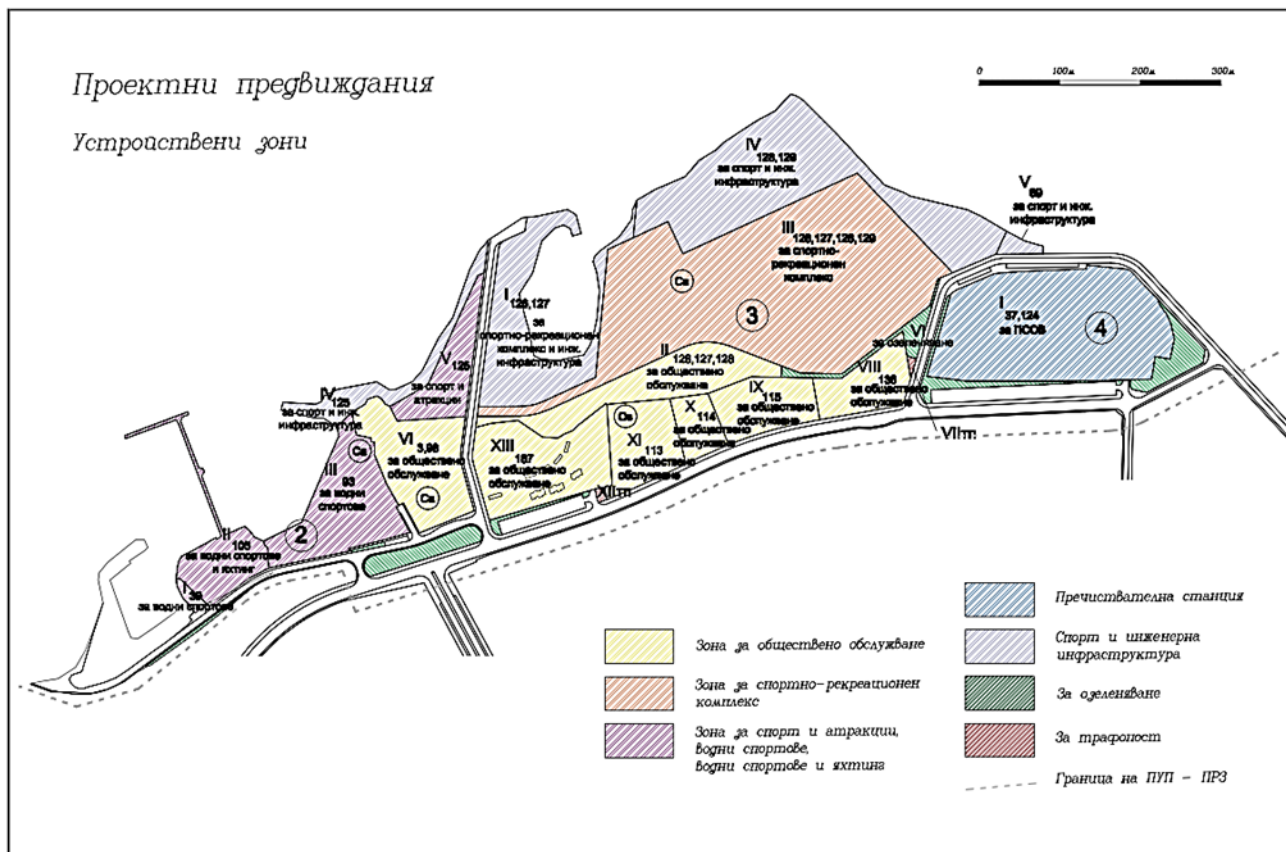 Проектни предвиждания
Устройствени зони
0 100м 200м 300м
IV 128,129
за спорт и инж.
инфраструктура
V 69
за спорт и инж.
инфраструктура
III 126,127,128,129
за спортно-
рекреационен
комплекс
Св
3
I 126,127
за
спортно-рекреационен
комплекс и инж.
инфраструктура
I 37,124
за ПСОВ
4
VI
за озеленяване
V 125
за спорт и
атракции
II 126,127,128
за обществено
обслужване
VIII 136
за обществено
обслужване
IX 115
за обществено
обслужване
X 114
за обществено
обслужване
IV 125
за спорт и инж.
инфраструктура
VI 3,98
за обществено
обслужване
Св
XIII 187
за обществено
обслужване
Св
XI 113
за обществено
обслужване
VIIтп
XIIтп
Св
III 93
за водни
спортове
2
II 105
за водни спортове
и яхтинг
I 39
за водни спортове
Зона за обществено обслужване
Зона за спортно-рекреационен
комплекс
Зона за спорт и атракции,
водни спортове,
водни спортове и яхтинг
Пречиствателна станция
Спорт и инженерна
инфраструктура
За озеленяване
За трафопост
Граница на ПУП - ПРЗ